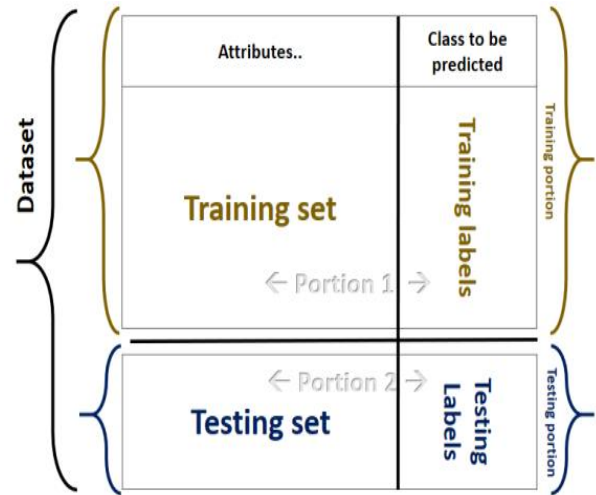 Dataset
Attributes..
Class to be
predicted
Training set
Training labels
Training portion
← Portion 1 →
← Portion 2 →
Testing set
Testing
Labels
Testing portion